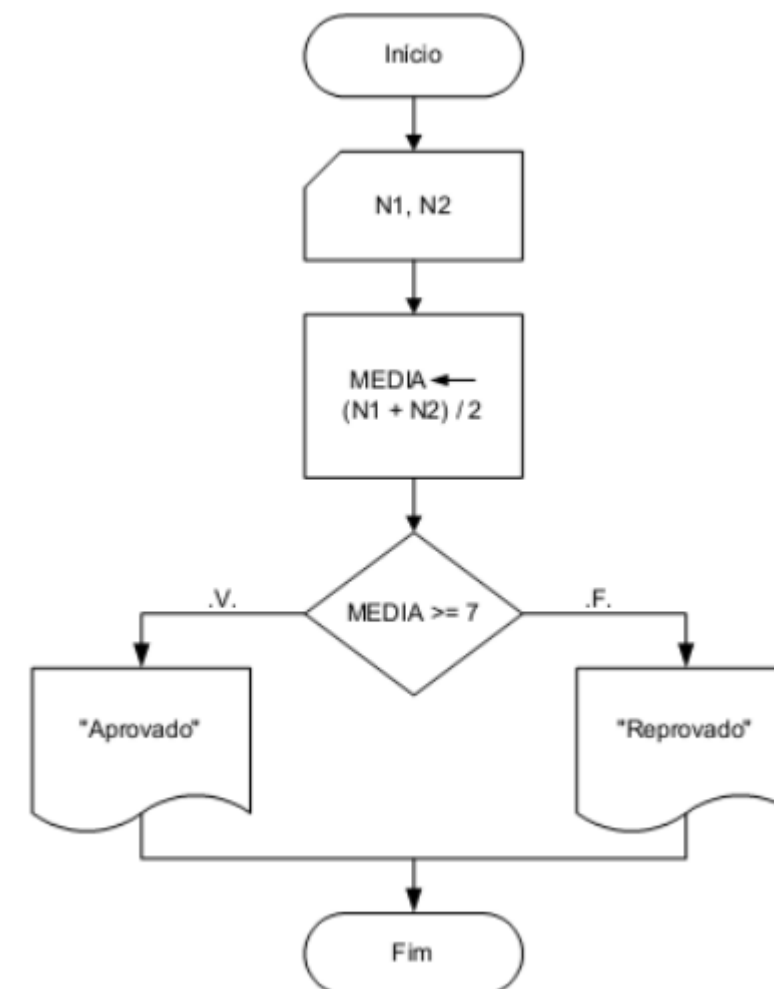 Início
N1, N2
MEDIA ←
(N1 + N2) / 2
MEDIA >= 7
.V.
.F.
"Aprovado"
"Reprovado"
Fim